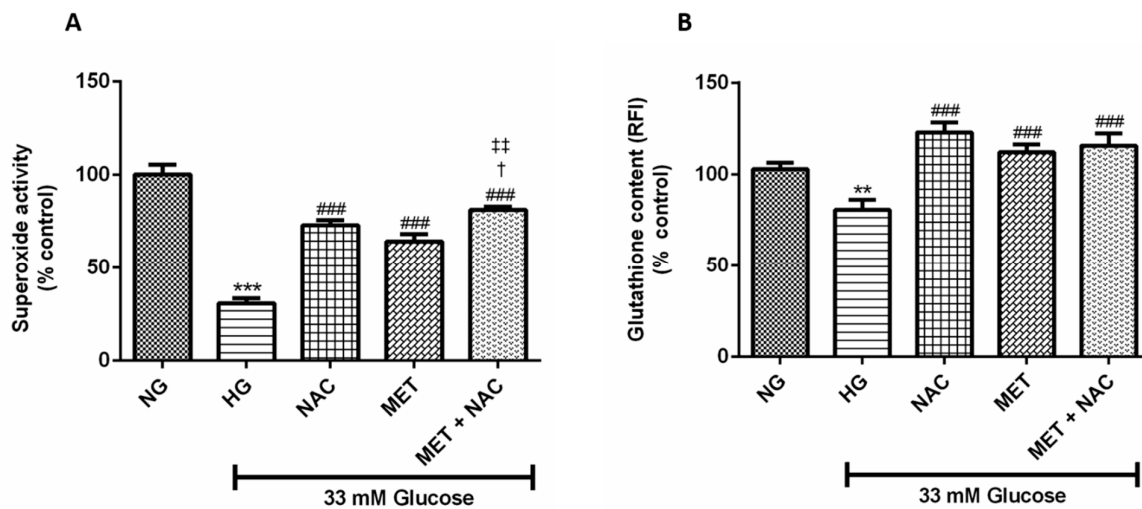 A
150
100
50
0
Superoxide activity
(% control)
***
###
###
‡‡
†
###
NG
HG
NAC
MET
MET + NAC
33 mM Glucose
B
150
100
50
0
Glutathione content (RFI)
(% control)
**
###
###
###
NG
HG
NAC
MET
MET + NAC
33 mM Glucose